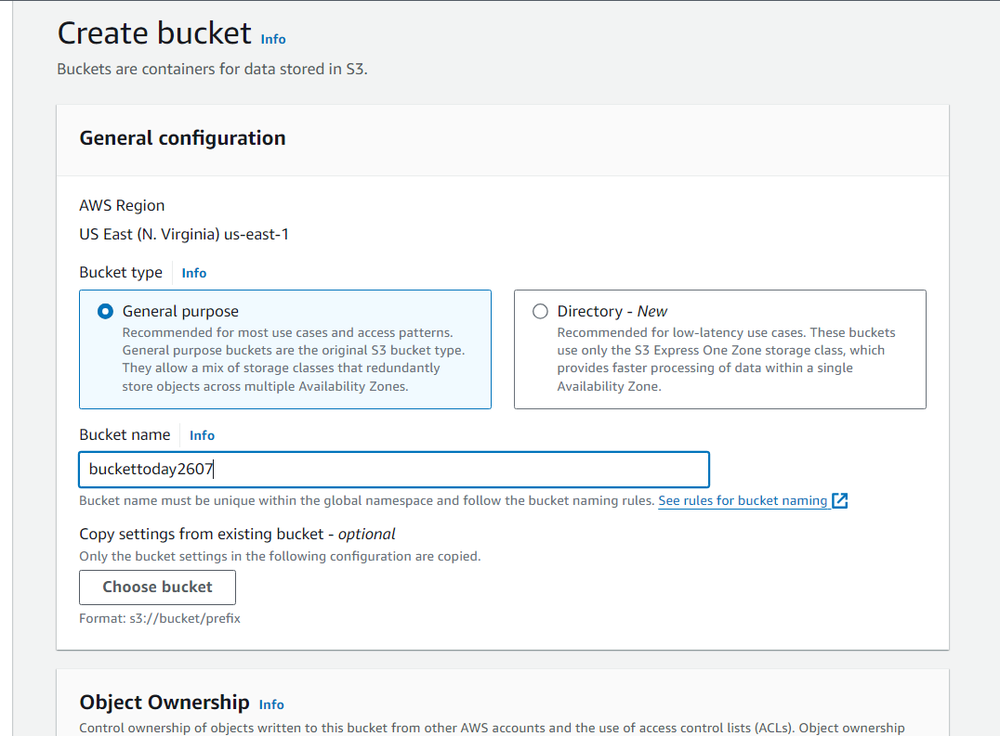 Create bucket Info
Buckets are containers for data stored in S3.
General configuration
AWS Region
US East (N. Virginia) us-east-1
Bucket type Info
General purpose
Recommended for most use cases and access patterns.
General purpose buckets are the original S3 bucket type.
They allow a mix of storage classes that redundantly
store objects across multiple Availability Zones.
Directory - New
Recommended for low-latency use cases. These buckets
use only the S3 Express One Zone storage class, which
provides faster processing of data within a single
Availability Zone.
Bucket name Info
buckettoday2607
Bucket name must be unique within the global namespace and follow the bucket naming rules. See rules for bucket naming
Copy settings from existing bucket - optional
Only the bucket settings in the following configuration are copied.
Choose bucket
Format: s3://bucket/prefix
Object Ownership Info
Control ownership of objects written to this bucket from other AWS accounts and the use of access control lists (ACLs). Object ownership